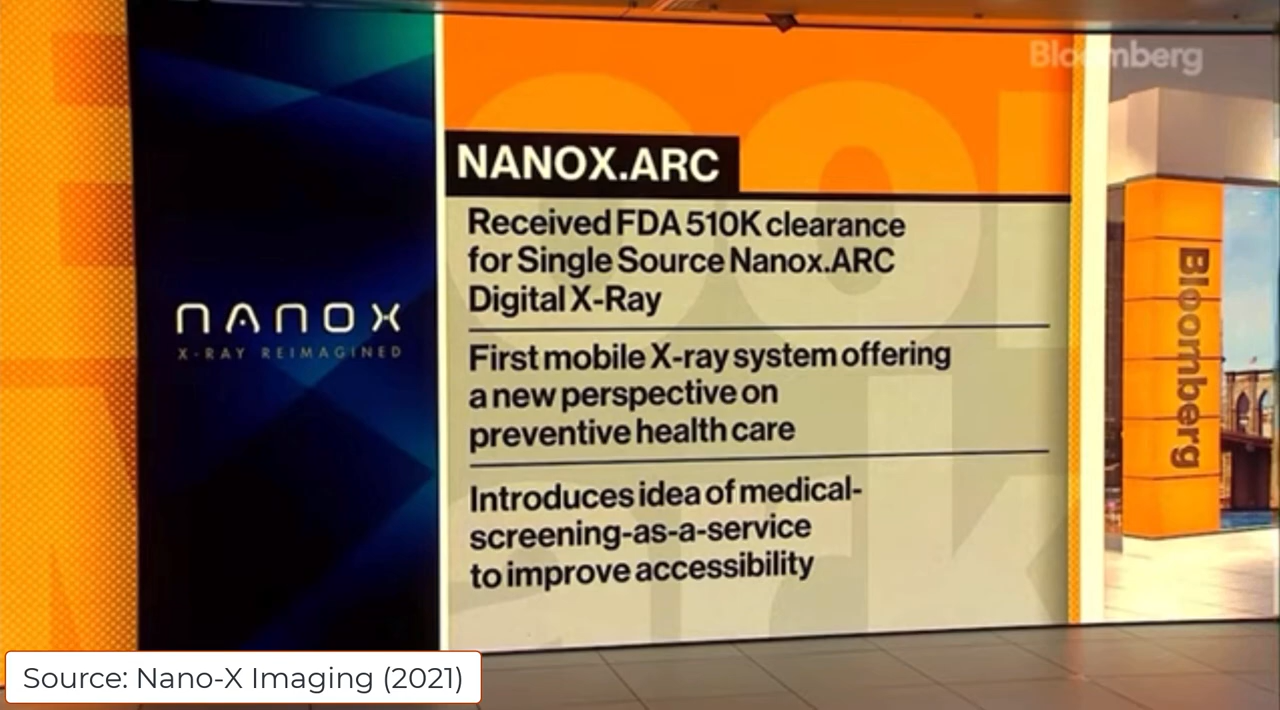 Bloomberg
NANOX
X-RAY REIMAGINED
NANOX.ARC
Received FDA 510K clearance
for Single Source Nanox.ARC
Digital X-Ray
First mobile X-ray system offering
a new perspective on
preventive health care
Introduces idea of medical-
screening-as-a-service
to improve accessibility
Bloomberg
Source: Nano-X Imaging (2021)